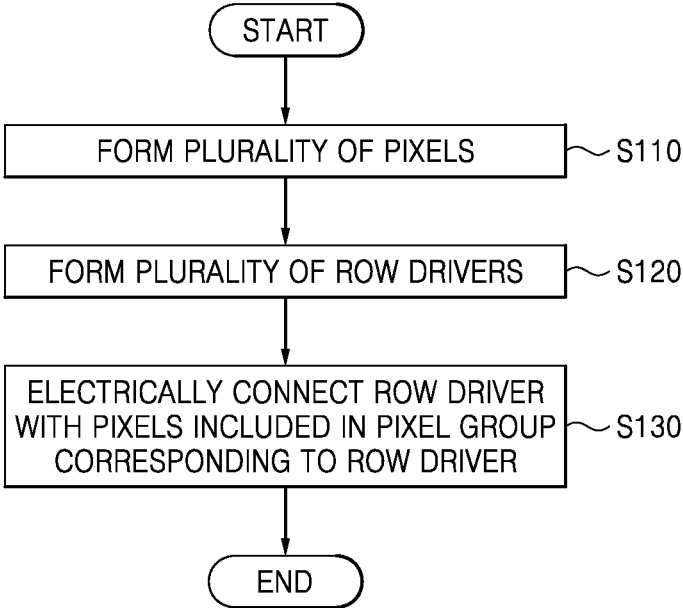 START
FORM PLURALITY OF PIXELS
S110
FORM PLURALITY OF ROW DRIVERS
S120
ELECTRICALLY CONNECT ROW DRIVER
WITH PIXELS INCLUDED IN PIXEL GROUP
CORRESPONDING TO ROW DRIVER
S130
END